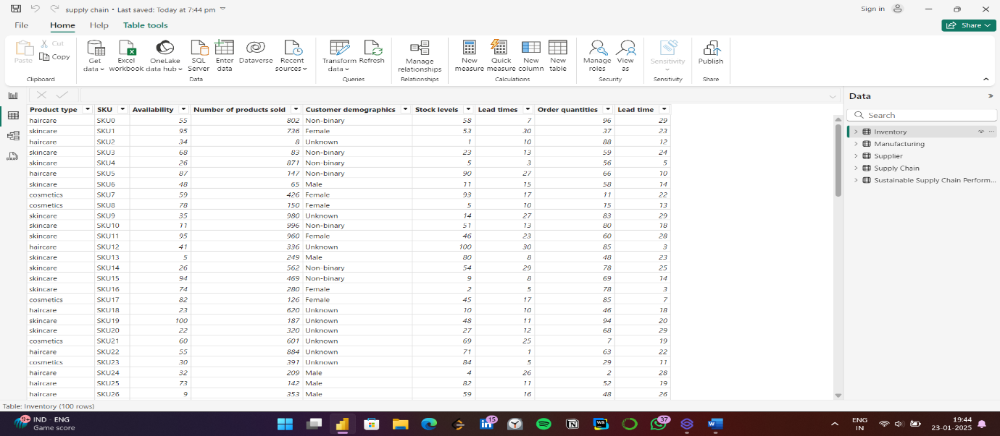 supply chain • Last saved: Today at 7:44 pm
Sign in
File Home Help Table tools
Share
Paste
Cut
Copy
Clipboard
Get data
Excel workbook
OneLake data hub
SQL Server
Enter data
Dataverse
Recent sources
Data
Transform data
Refresh
Queries
Manage relationships
Relationships
New measure
Quick measure
New column
New table
Calculations
Manage roles
View as
Security
Sensitivity
Sensitivity
Publish
Share
Product type SKU Availability Number of products sold Customer demographics Stock levels Lead times Order quantities Lead time
haircare SKU0 55 802 Non-binary 58 7 96 29
skincare SKU1 95 736 Female 53 30 37 23
haircare SKU2 34 8 Unknown 1 10 88 12
skincare SKU3 68 83 Non-binary 23 13 59 24
skincare SKU4 26 871 Non-binary 5 3 56 5
haircare SKU5 87 147 Non-binary 90 27 66 10
skincare SKU6 48 65 Male 11 15 58 14
cosmetics SKU7 59 426 Female 93 17 11 22
cosmetics SKU8 78 150 Female 5 10 15 13
skincare SKU9 35 980 Unknown 14 27 83 29
skincare SKU10 11 996 Non-binary 51 13 80 18
skincare SKU11 95 960 Female 46 23 60 28
haircare SKU12 41 336 Unknown 100 30 85 3
skincare SKU13 5 249 Male 80 8 48 23
skincare SKU14 26 562 Non-binary 54 29 78 25
skincare SKU15 94 469 Non-binary 9 8 69 14
skincare SKU16 74 280 Female 2 5 78 3
cosmetics SKU17 82 126 Female 45 17 85 7
haircare SKU18 23 620 Unknown 10 10 46 18
skincare SKU19 100 187 Unknown 48 11 94 20
skincare SKU20 22 320 Unknown 27 12 68 29
cosmetics SKU21 60 601 Unknown 69 25 7 19
haircare SKU22 55 884 Unknown 71 1 63 22
cosmetics SKU23 30 391 Unknown 84 5 29 11
haircare SKU24 32 209 Male 4 26 2 28
haircare SKU25 73 142 Male 82 11 52 19
haircare SKU26 9 353 Male 59 16 48 26
Data
Search
Inventory
Manufacturing
Supplier
Supply Chain
Sustainable Supply Chain Perform...
Table: Inventory (100 rows)
9+
IND - ENG
Game score
15
WS
37
ENG
IN
19:44
23-01-2025